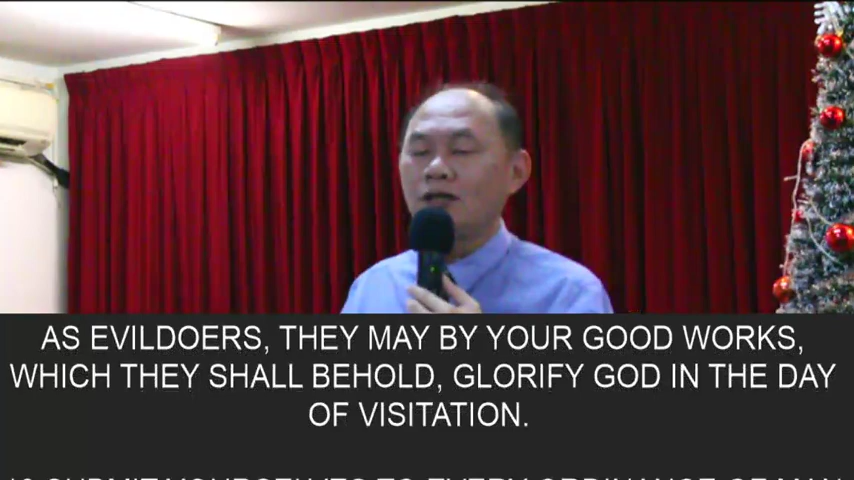 AS EVILDOERS, THEY MAY BY YOUR GOOD WORKS,
WHICH THEY SHALL BEHOLD, GLORIFY GOD IN THE DAY
OF VISITATION.